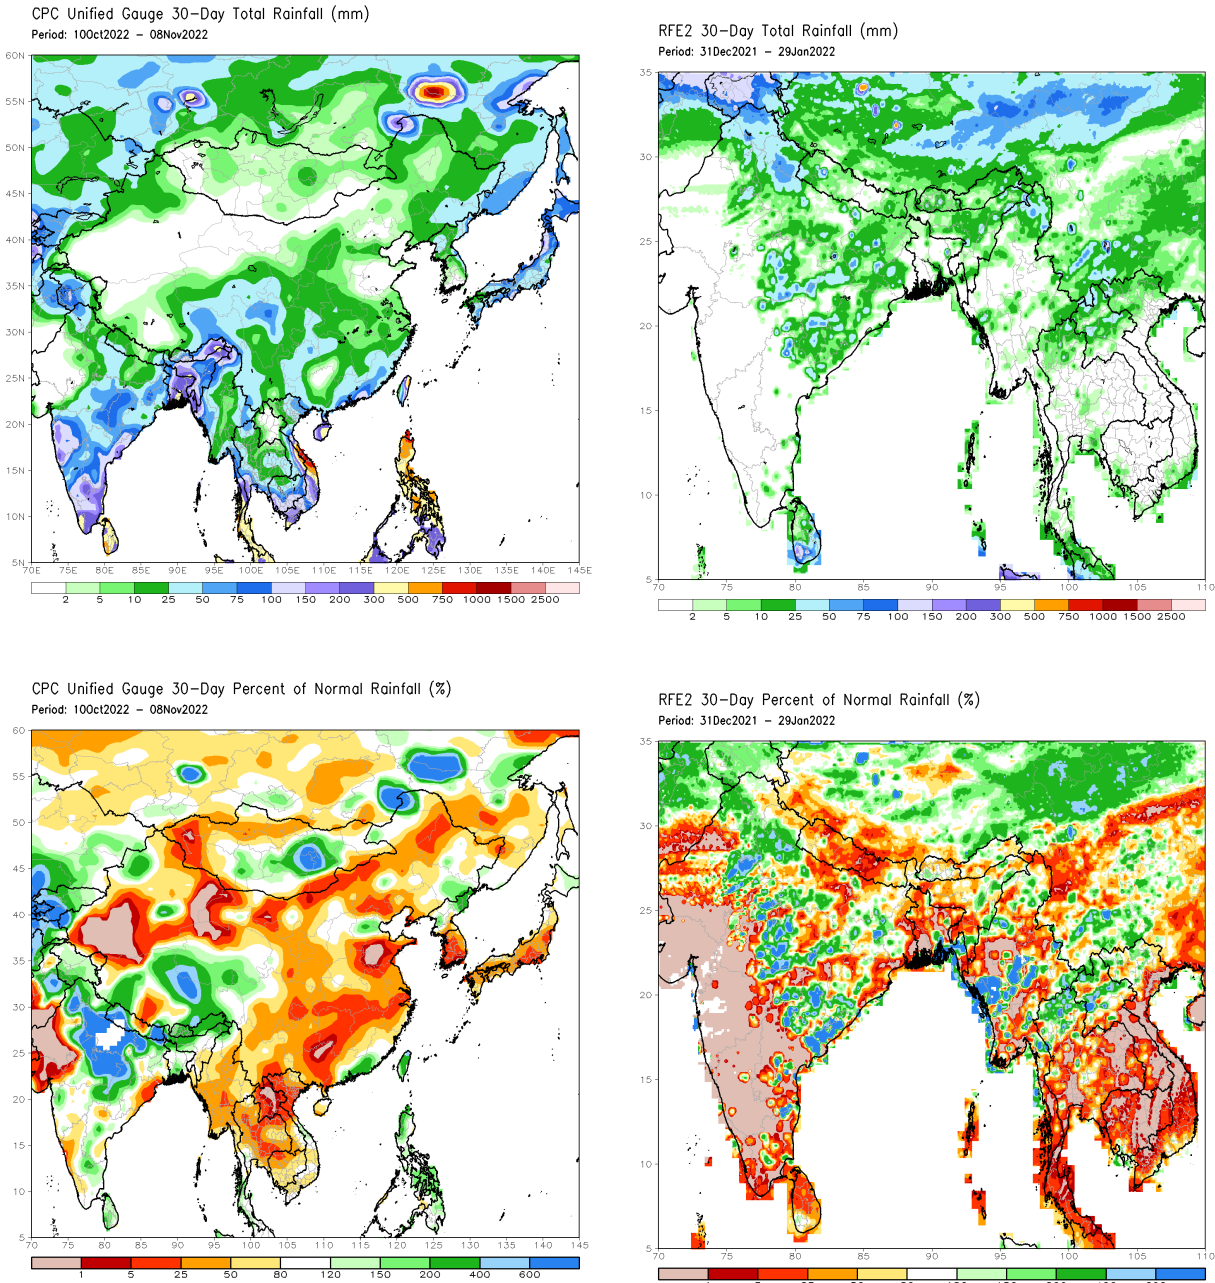 CPC Unified Gauge 30-Day Total Rainfall (mm)
Period: 10Oct2022 - 08Nov2022
60N
55N
50N
45N
40N
35N
30N
25N
20N
15N
10N
5N
70E 75E 80E 85E 90E 95E 100E 105E 110E 115E 120E 125E 130E 135E 140E 145E
2 5 10 25 50 75 100 150 200 300 500 750 1000 1500 2500
RFE2 30-Day Total Rainfall (mm)
Period: 31Dec2021 - 29Jan2022
35
30
25
20
15
10
5
70 75 80 85 90 95 100 105 110
2 5 10 25 50 75 100 150 200 300 500 750 1000 1500 2500
CPC Unified Gauge 30-Day Percent of Normal Rainfall (%)
Period: 10Oct2022 - 08Nov2022
60
55
50
45
40
35
30
25
20
15
10
5
70 75 80 85 90 95 100 105 110 115 120 125 130 135 140 145
1 5 25 50 80 120 150 200 400 600
RFE2 30-Day Percent of Normal Rainfall (%)
Period: 31Dec2021 - 29Jan2022
35
30
25
20
15
10
5
70 75 80 85 90 95 100 105 110